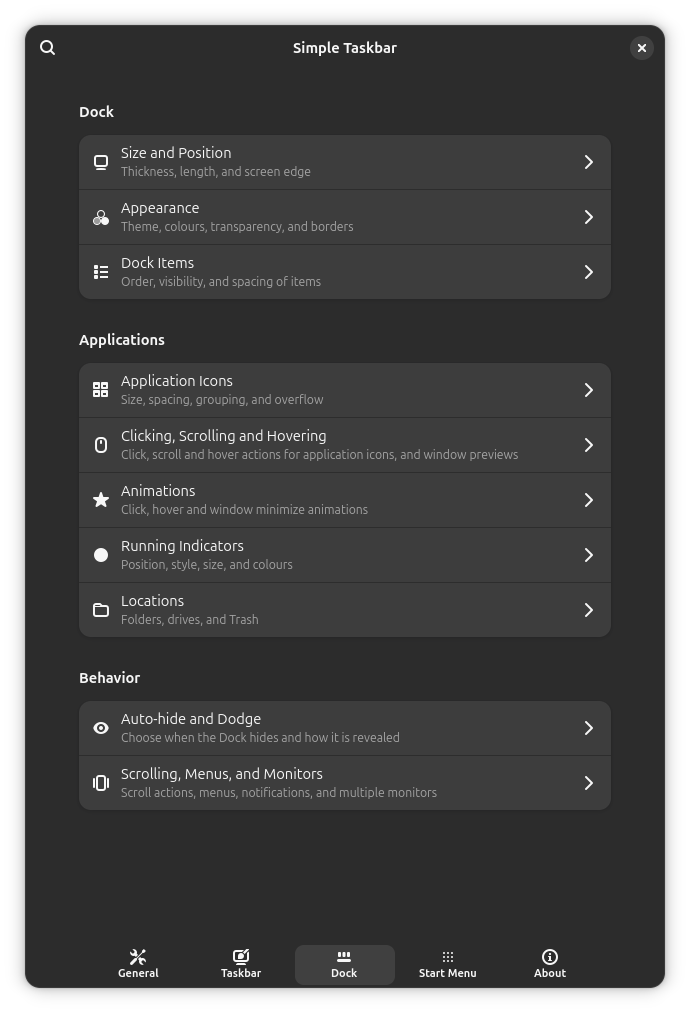 Simple Taskbar
Dock
Size and Position
Thickness, length, and screen edge
Appearance
Theme, colours, transparency, and borders
Dock Items
Order, visibility, and spacing of items
Applications
Application Icons
Size, spacing, grouping, and overflow
Clicking, Scrolling and Hovering
Click, scroll and hover actions for application icons, and window previews
Animations
Click, hover and window minimize animations
Running Indicators
Position, style, size, and colours
Locations
Folders, drives, and Trash
Behavior
Auto-hide and Dodge
Choose when the Dock hides and how it is revealed
Scrolling, Menus, and Monitors
Scroll actions, menus, notifications, and multiple monitors
General Taskbar Dock Start Menu About